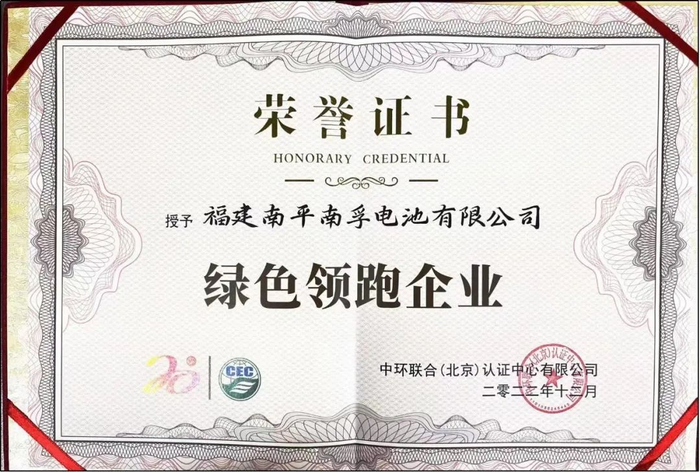 荣誉证书
HONORARY CREDENTIAL
授予 福建南平南孚电池有限公司
绿色领跑企业
20
CEC
中环联合(北京)认证中心有限公司
二零二二年十二月